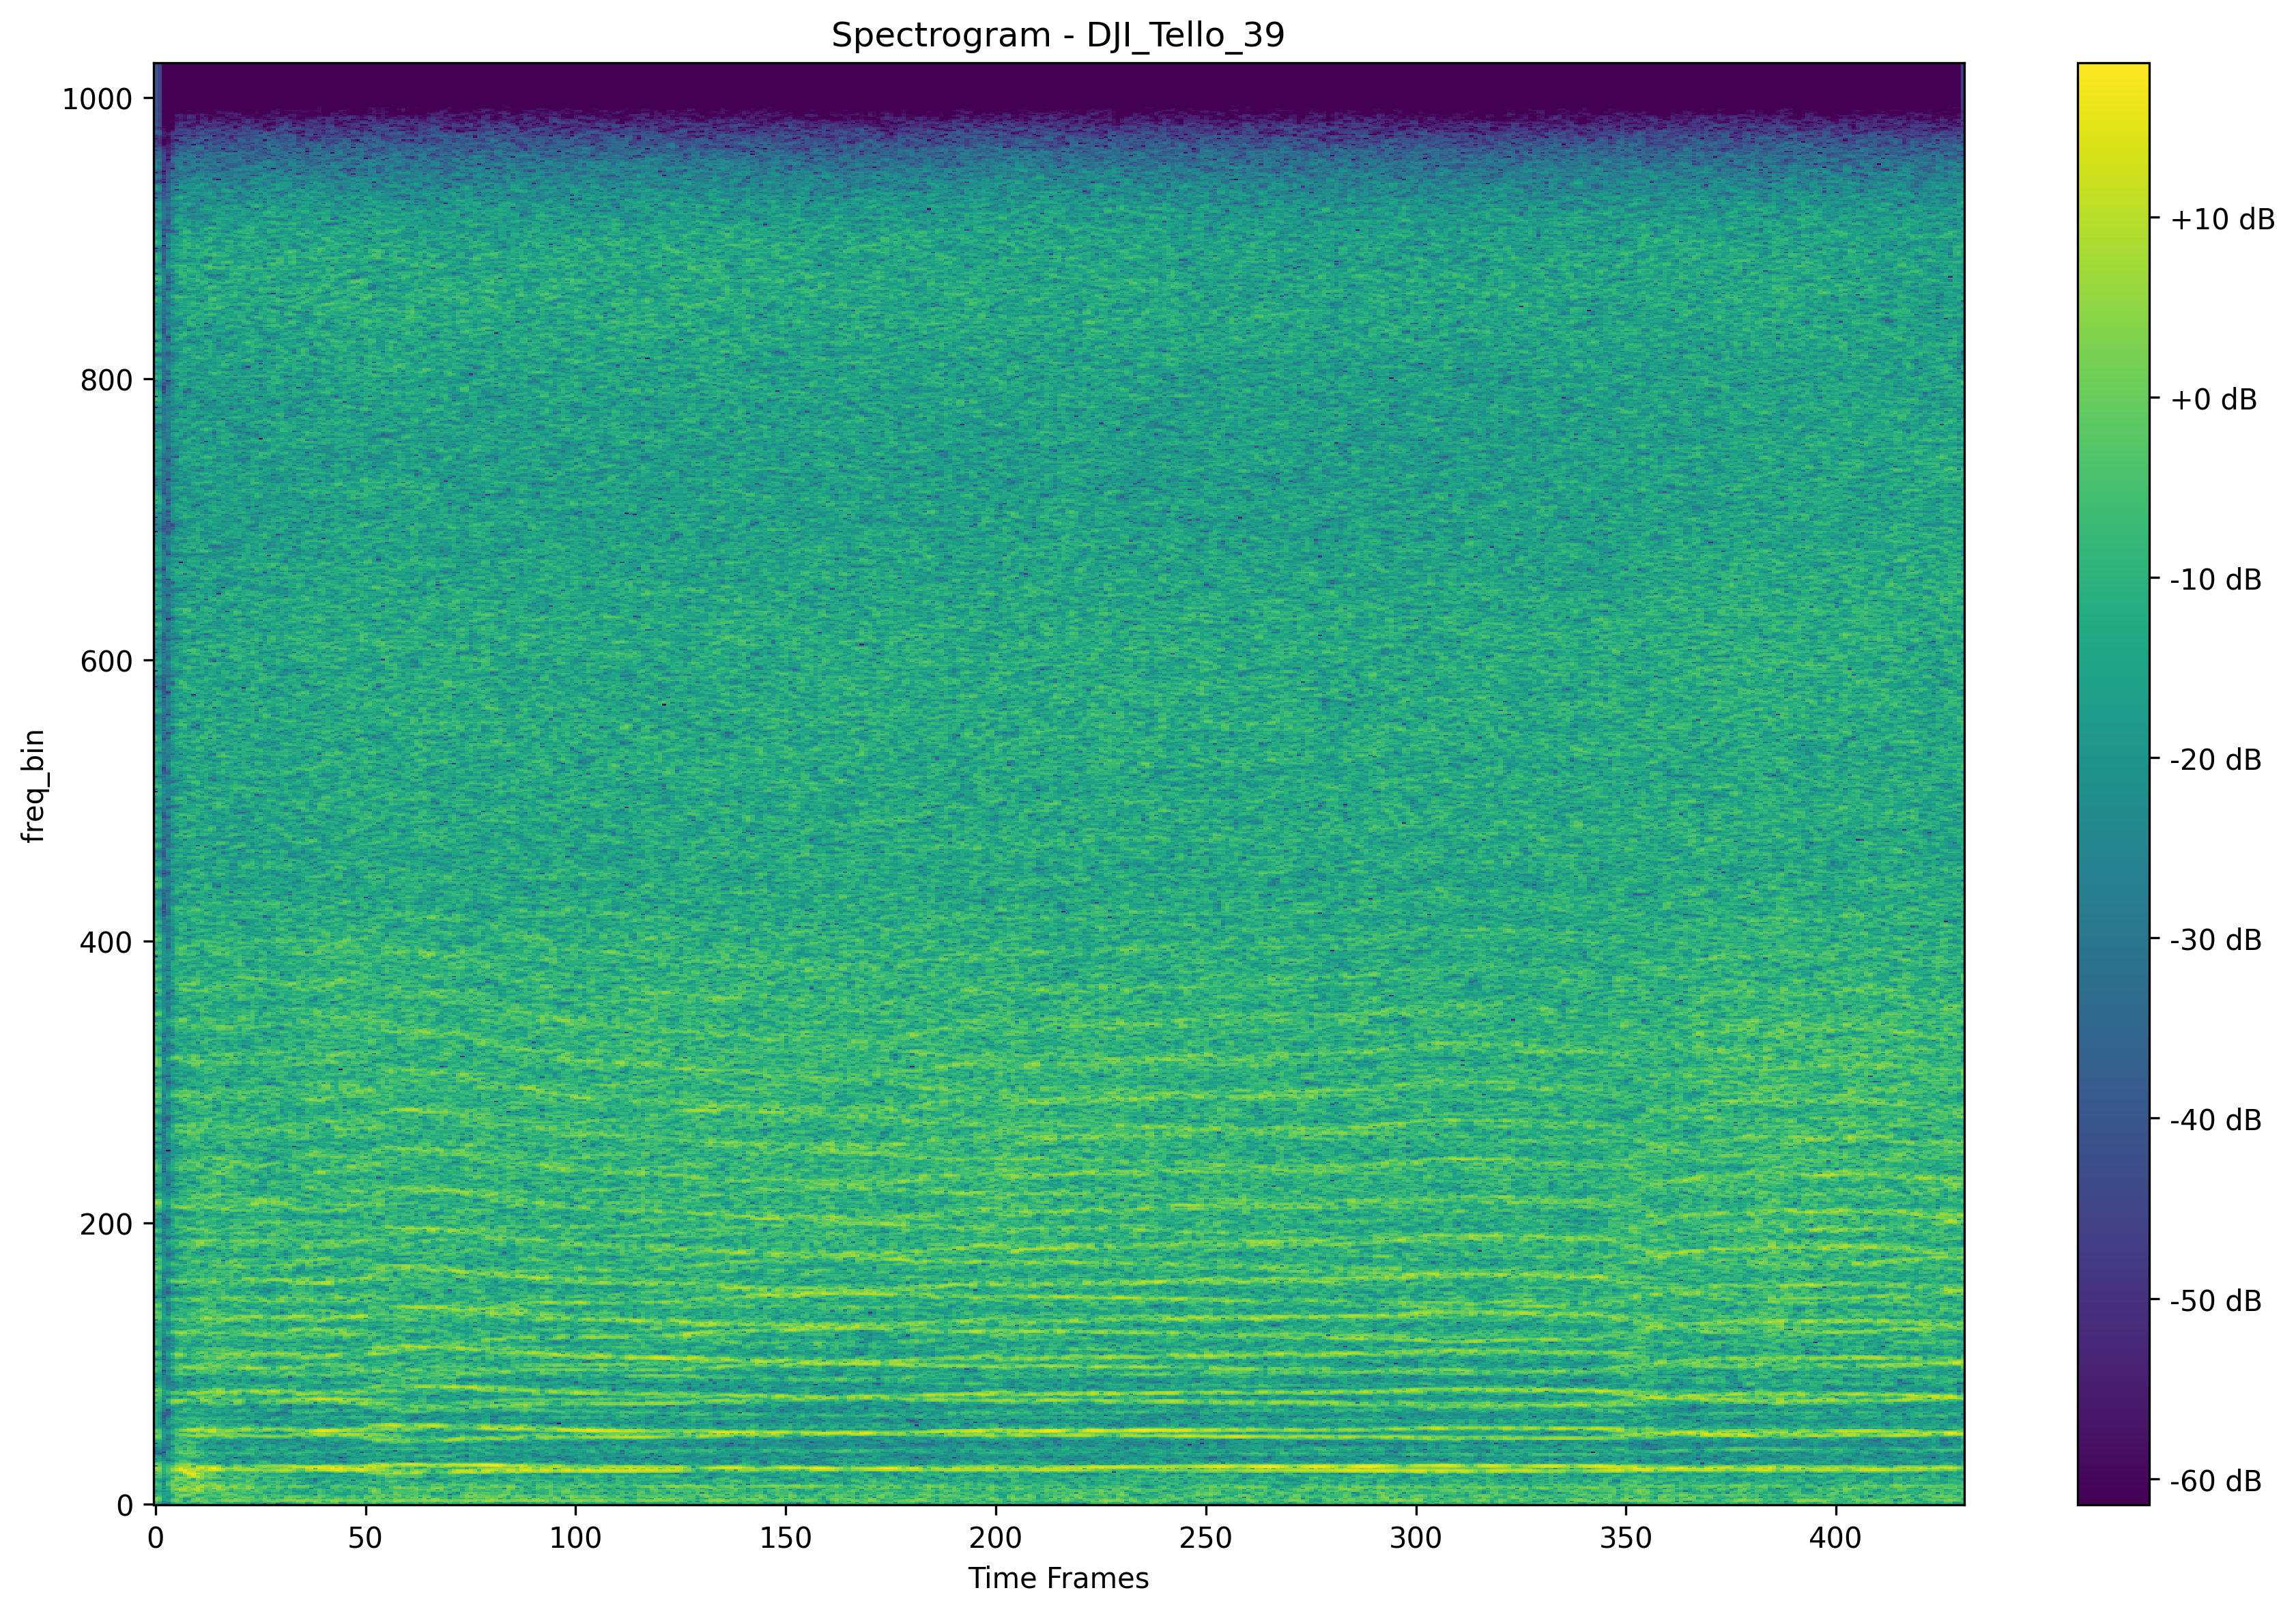 Spectrogram - DJI_Tello_39
1000
800
600
400
200
0
freq_bin
0 50 100 150 200 250 300 350 400
Time Frames
+10 dB
+0 dB
-10 dB
-20 dB
-30 dB
-40 dB
-50 dB
-60 dB